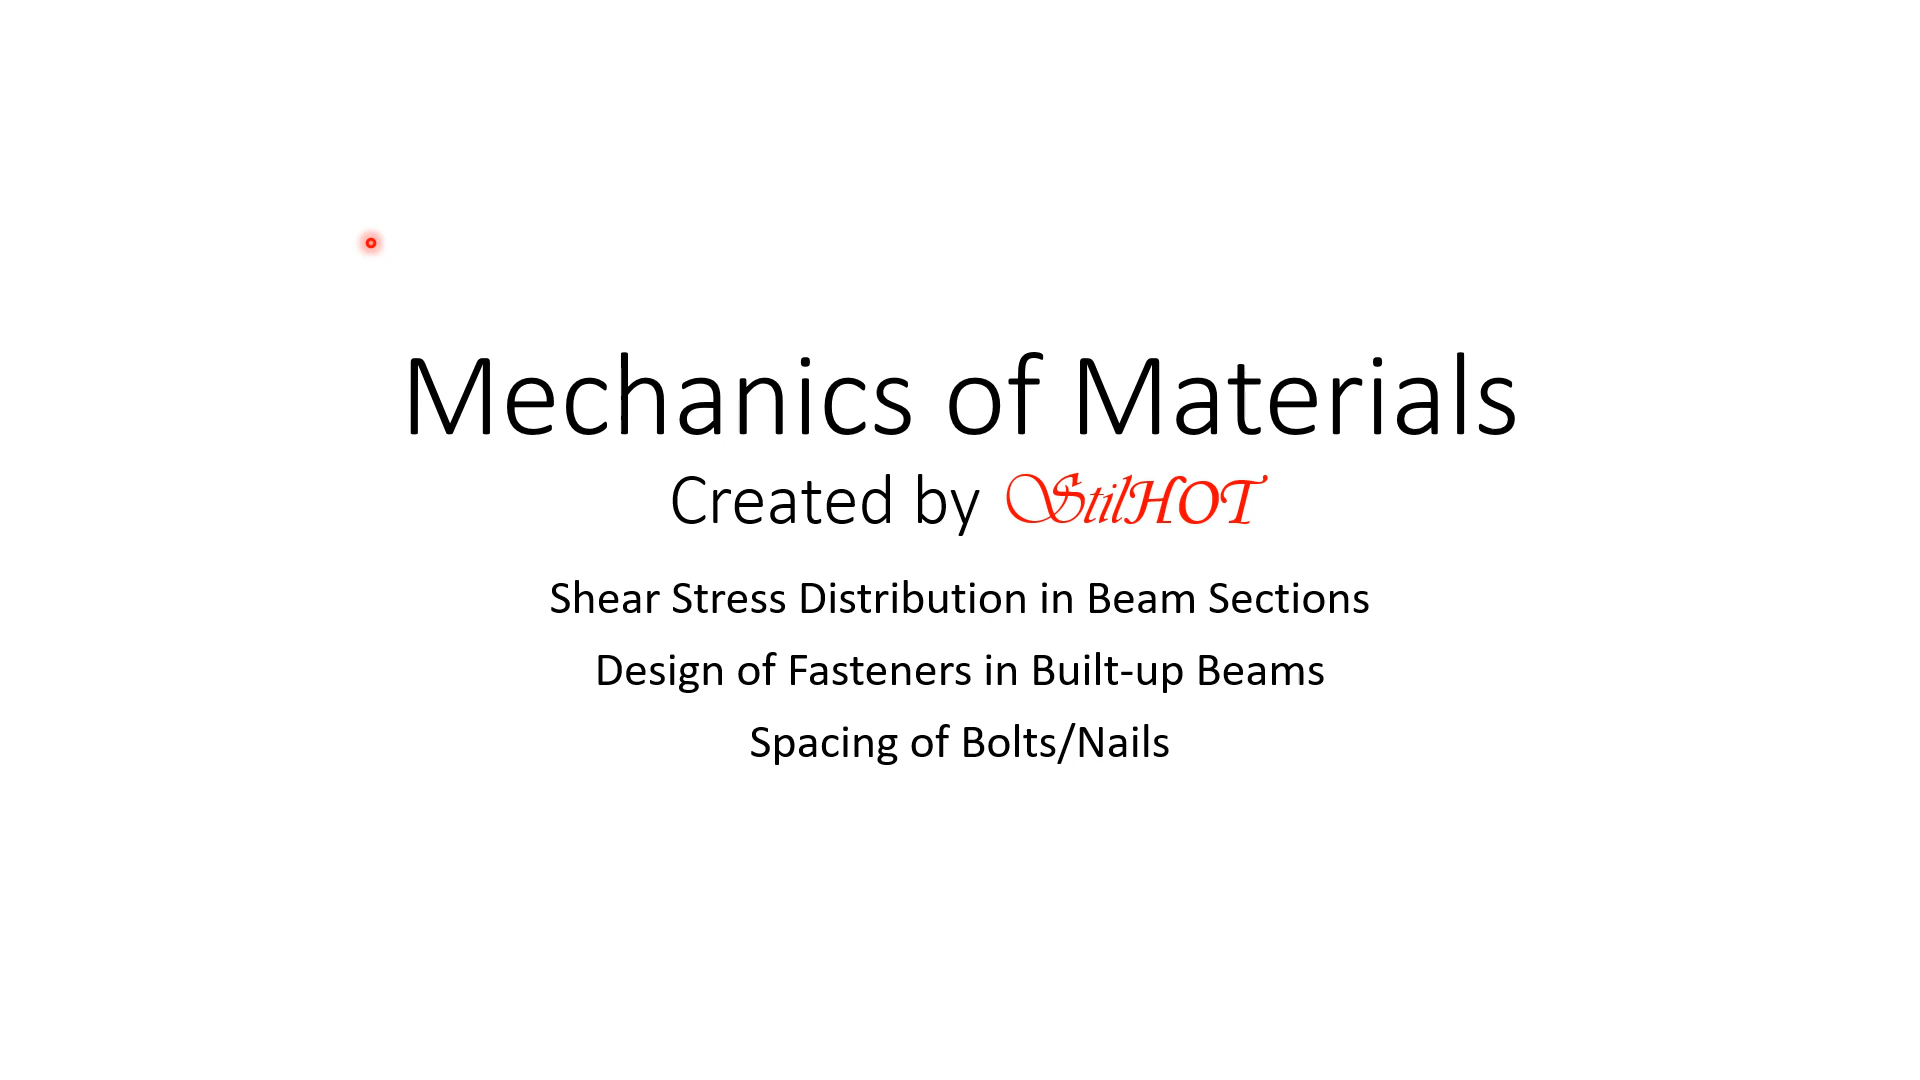 Mechanics of Materials
Created by StilHOT
Shear Stress Distribution in Beam Sections
Design of Fasteners in Built-up Beams
Spacing of Bolts/Nails